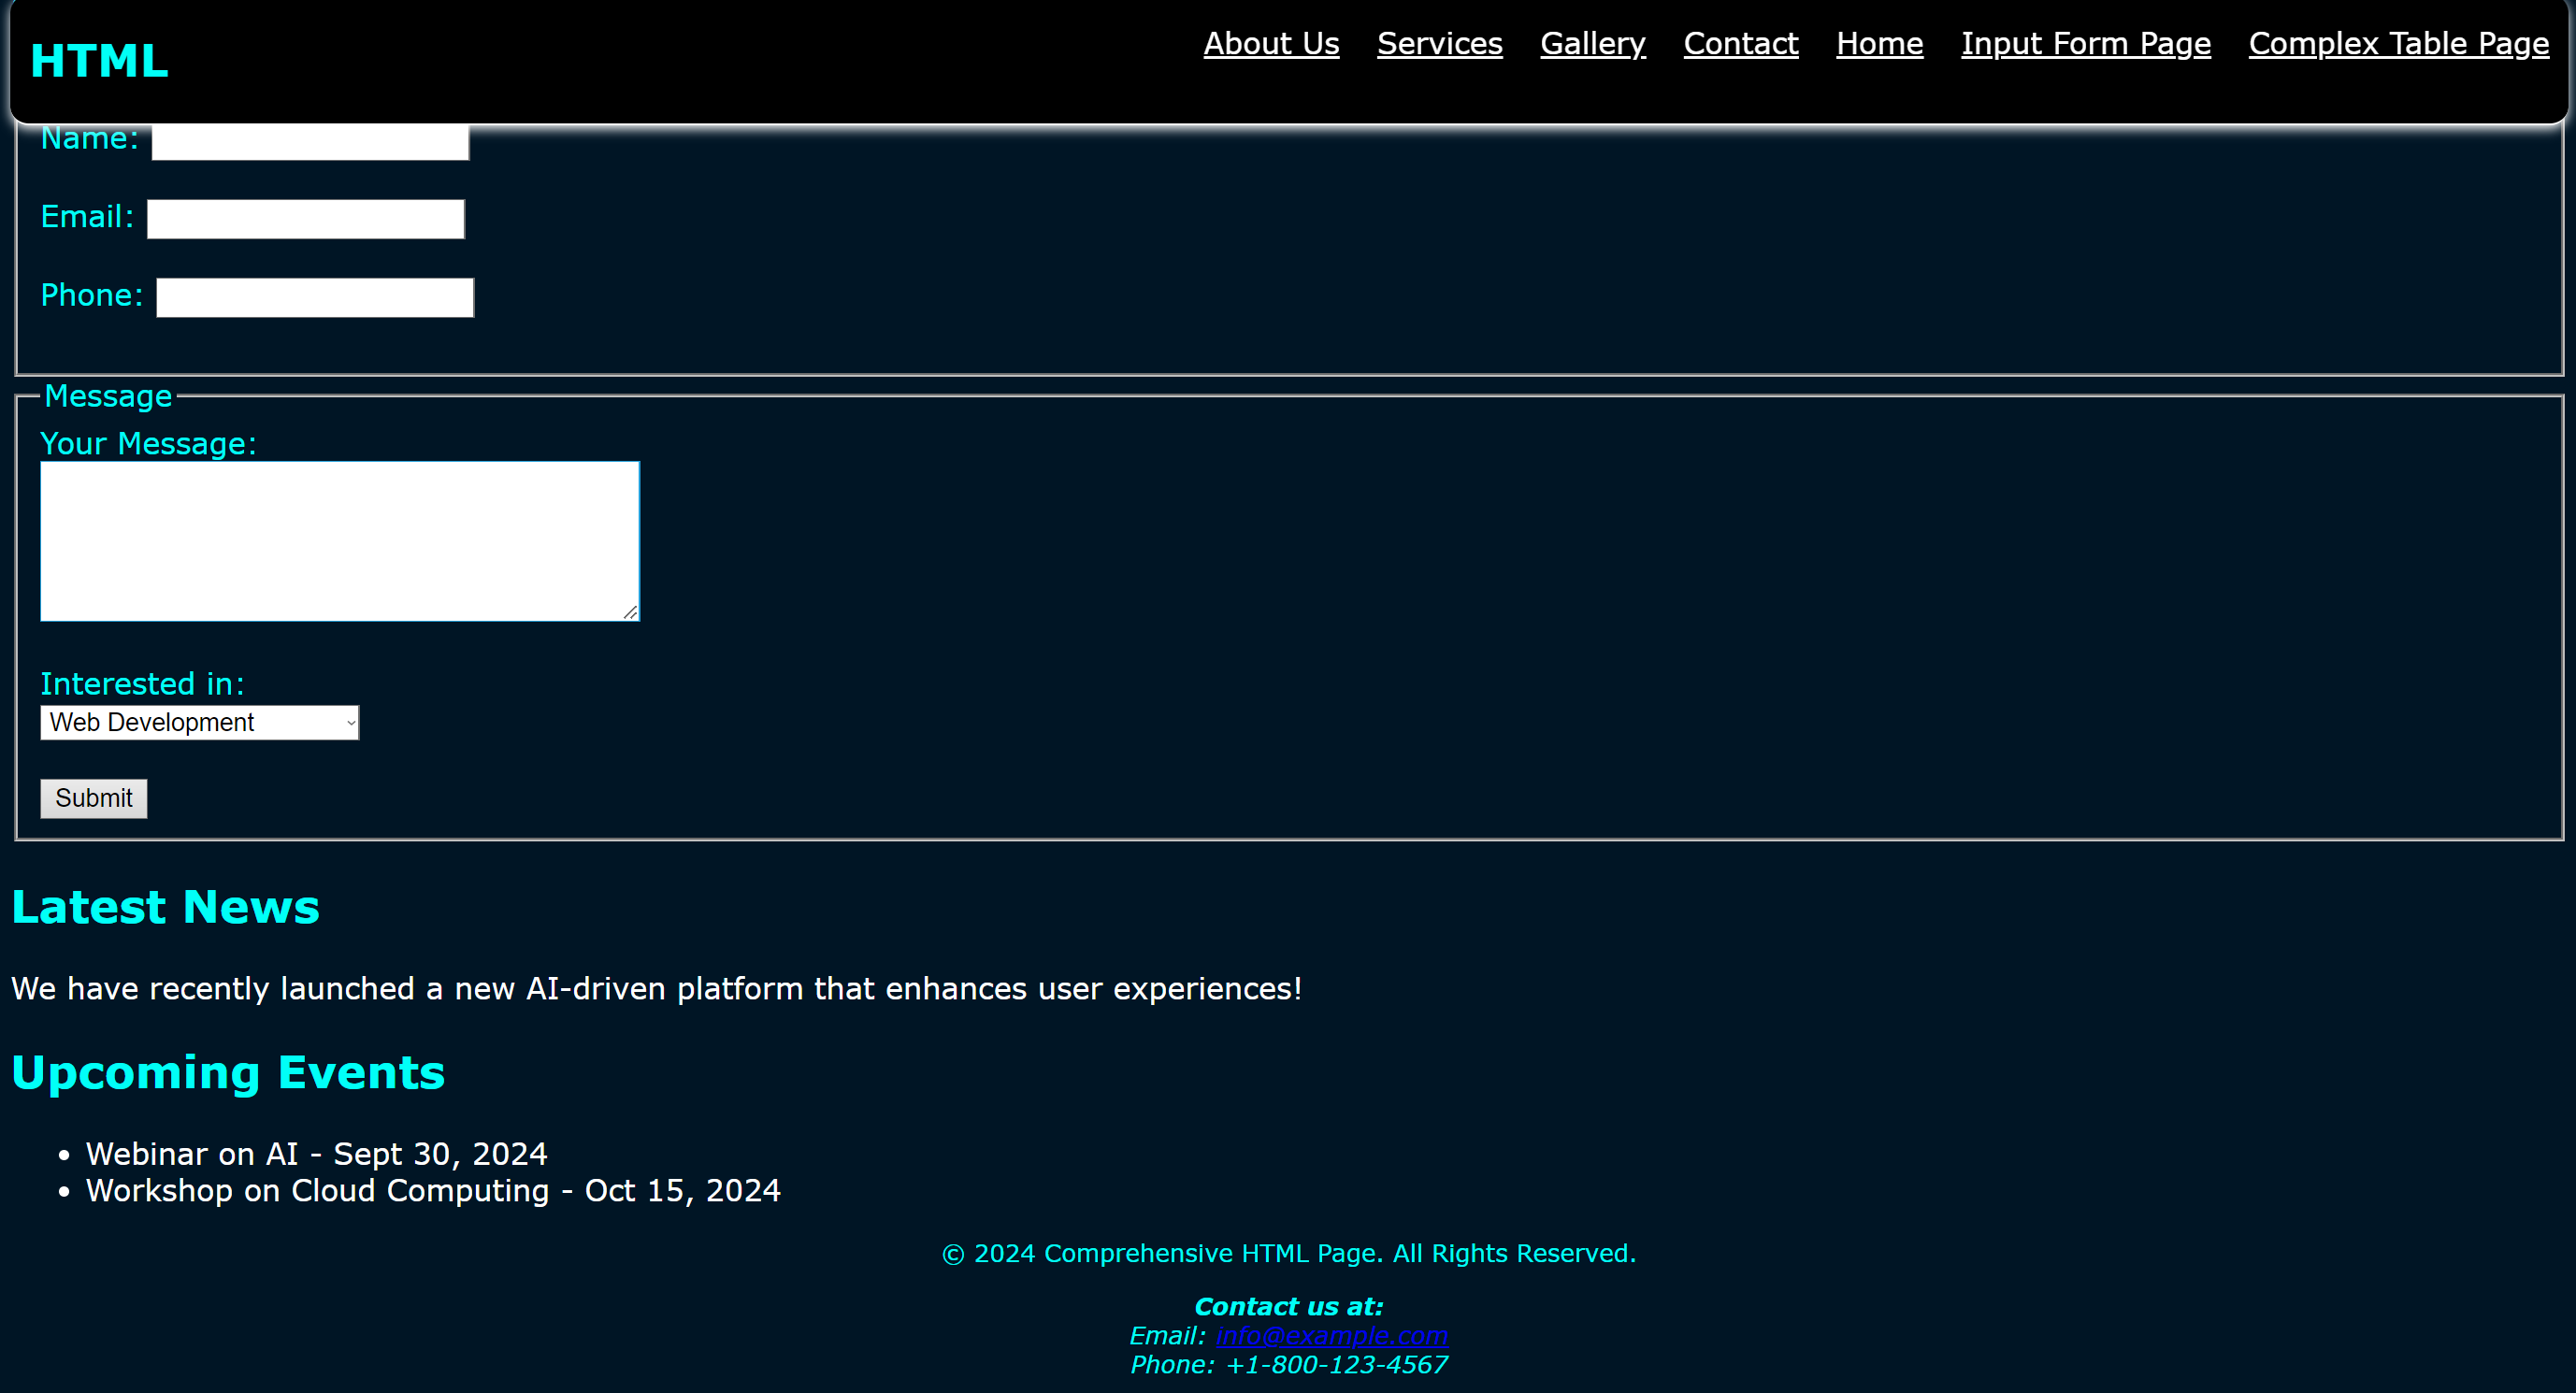 HTML
About Us Services Gallery Contact Home Input Form Page Complex Table Page
Name:
Email:
Phone:
Message
Your Message:
Interested in:
Web Development
Submit
Latest News
We have recently launched a new AI-driven platform that enhances user experiences!
Upcoming Events
• Webinar on AI - Sept 30, 2024
• Workshop on Cloud Computing - Oct 15, 2024
© 2024 Comprehensive HTML Page. All Rights Reserved.
Contact us at:
Email: info@example.com
Phone: +1-800-123-4567